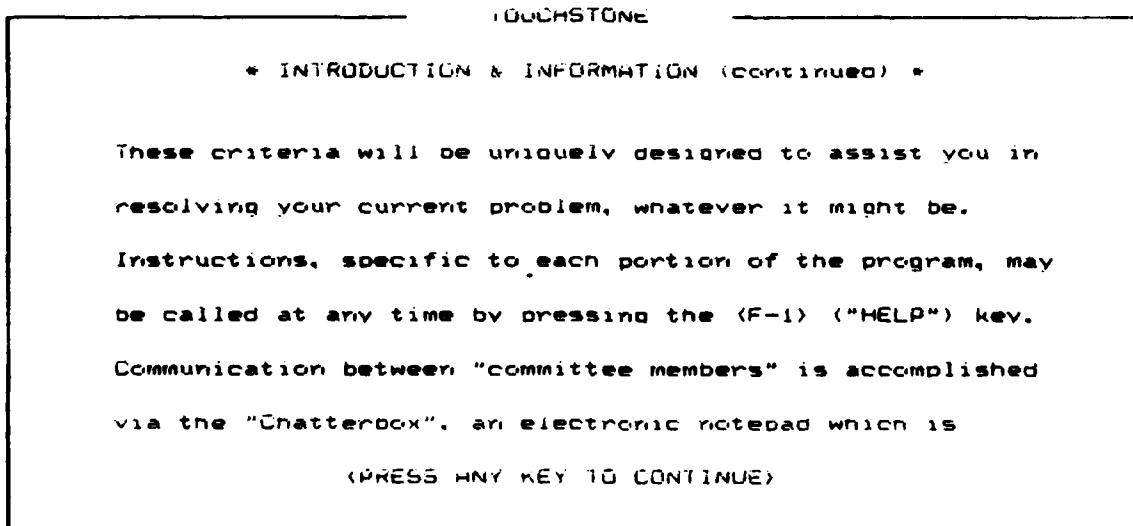 TOUCHSTONE
* INTRODUCTION & INFORMATION (continued) *
These criteria will be uniquely designed to assist you in
resolving your current problem, whatever it might be.
Instructions, specific to each portion of the program, may
be called at any time by pressing the <F-1> ("HELP") key.
Communication between "committee members" is accomplished
via the "Chatterbox", an electronic notepad which is
<PRESS ANY KEY TO CONTINUE>